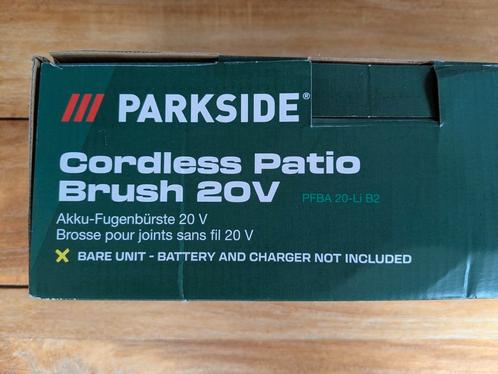 /// PARKSIDE®
Cordless Patio
Brush 20V PFBA 20-Li B2
Akku-Fugenbürste 20 V
Brosse pour joints sans fil 20 V
X BARE UNIT - BATTERY AND CHARGER NOT INCLUDED